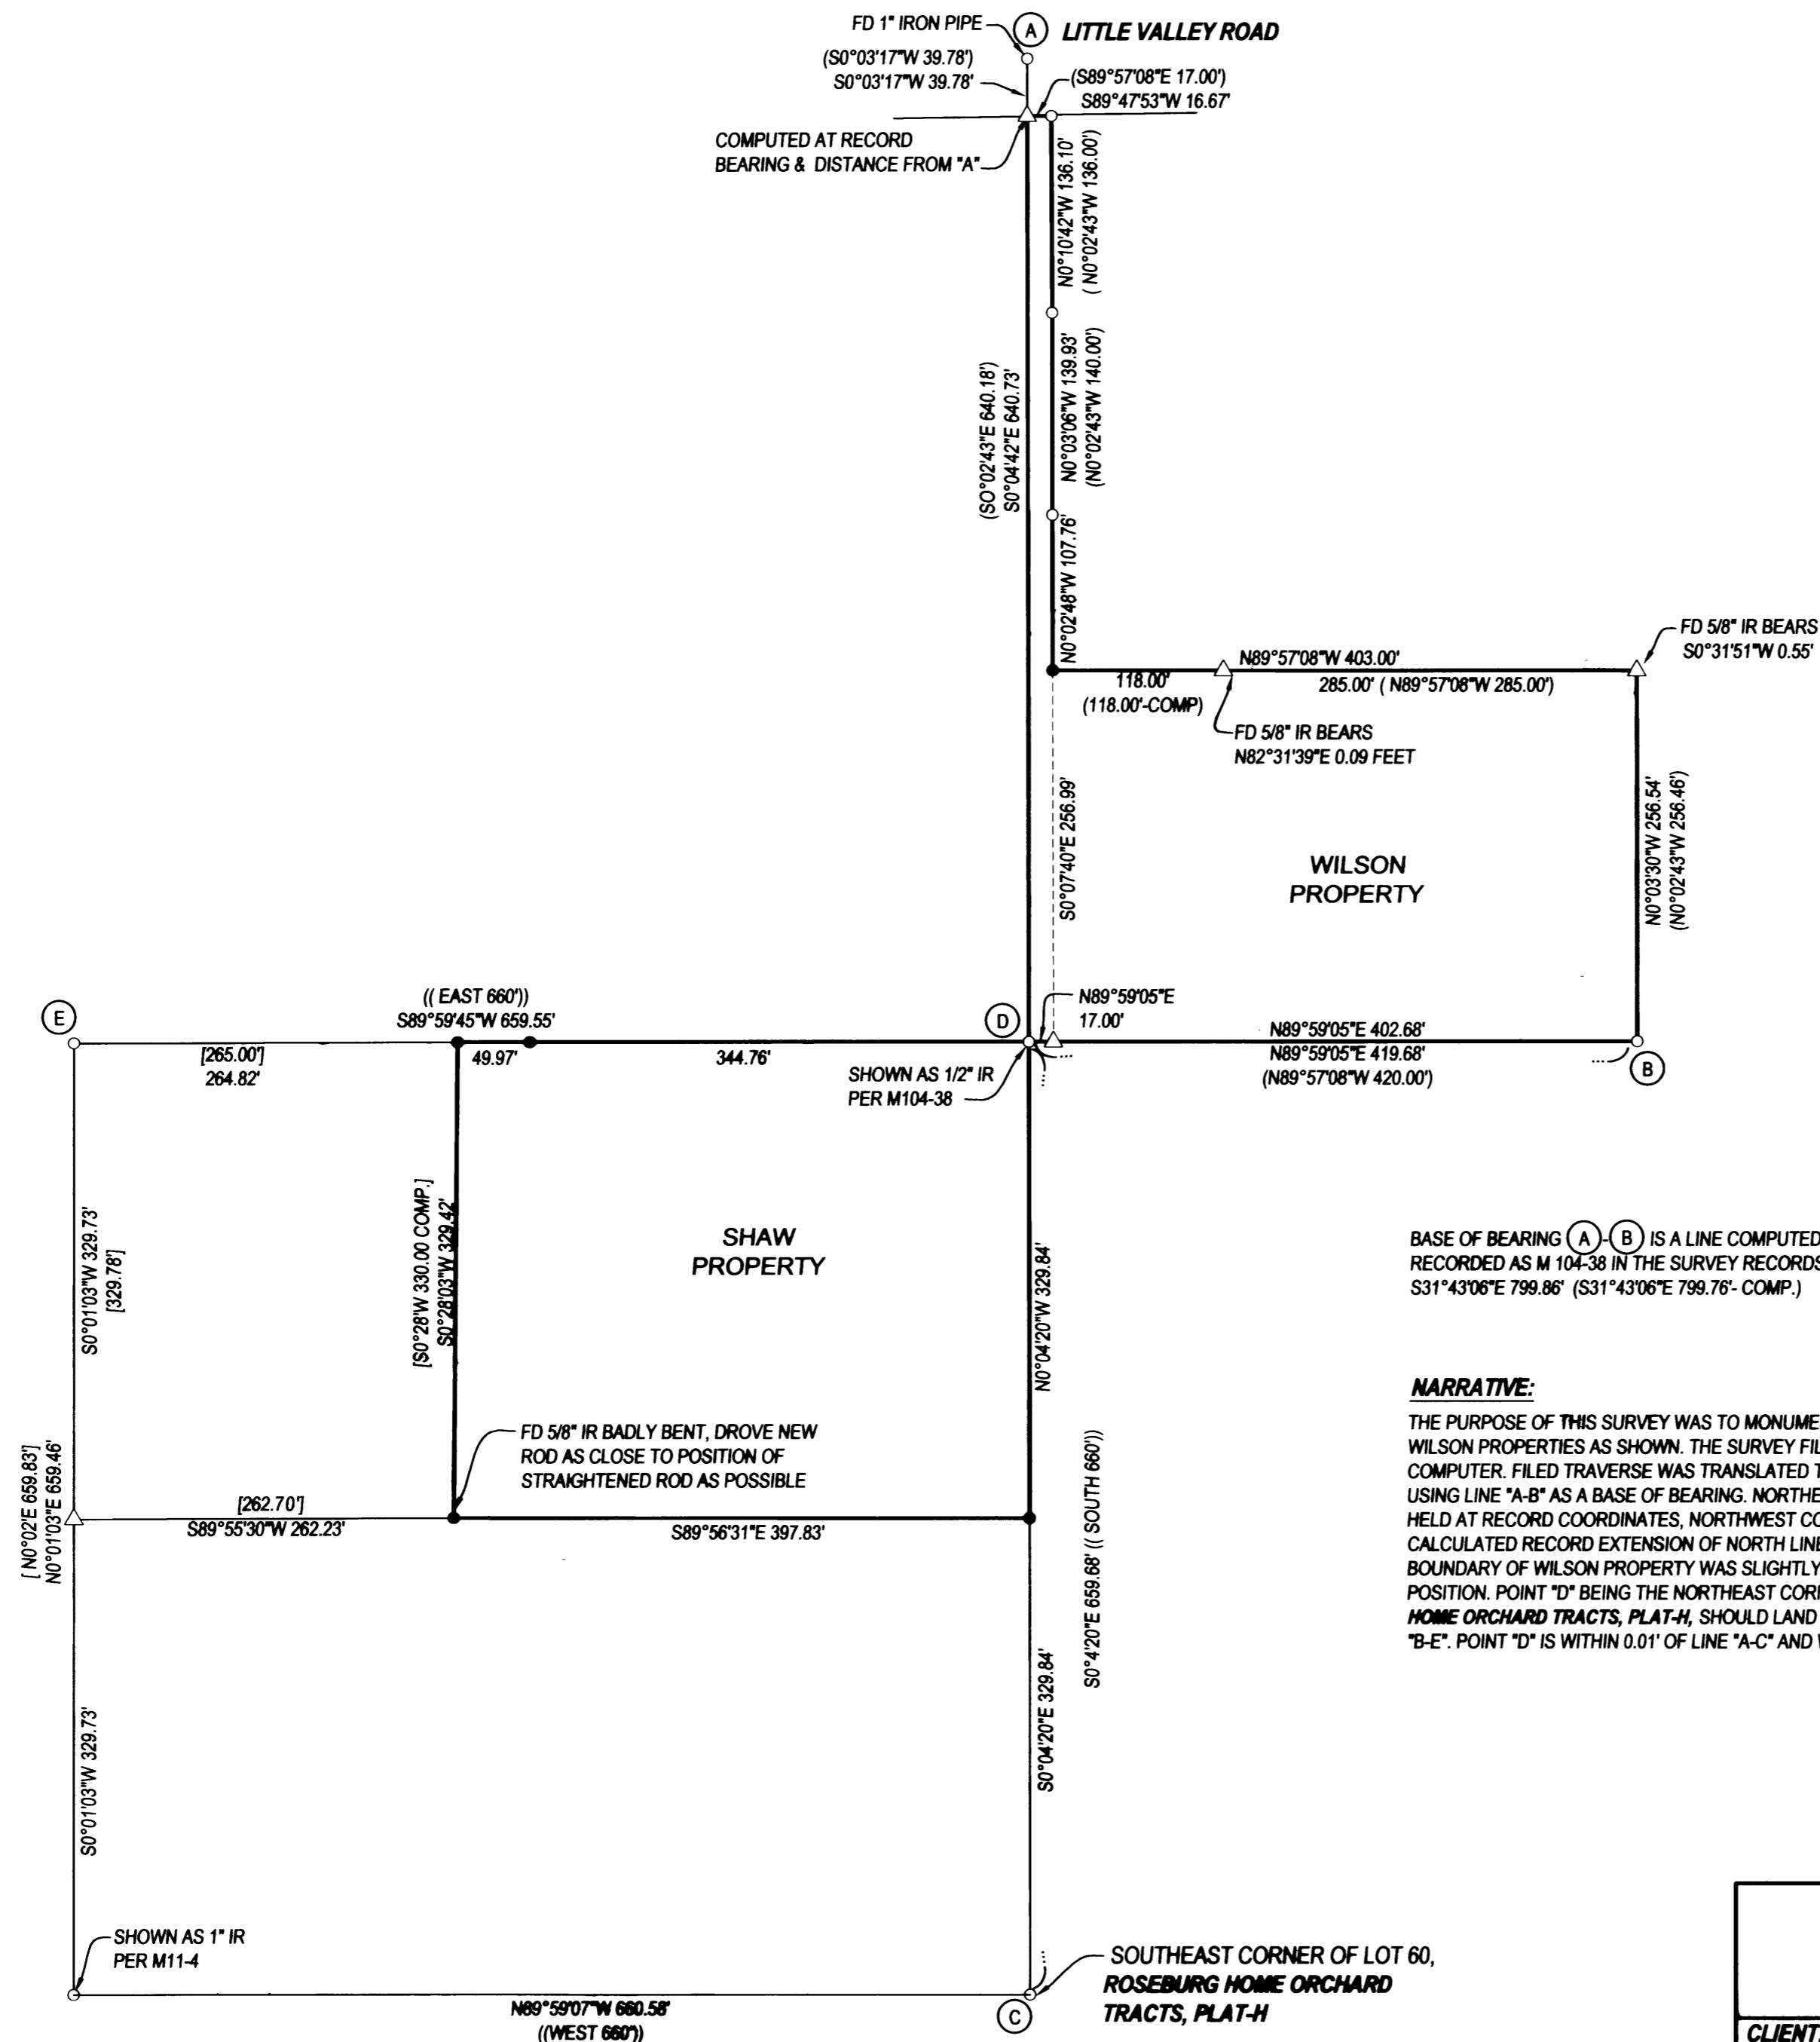 FD 1" IRON PIPE
A
LITTLE VALLEY ROAD
(S0°03'17"W 39.78')
S0°03'17"W 39.78'
(S89°57'08"E 17.00')
S89°47'53"W 16.67'
COMPUTED AT RECORD
BEARING & DISTANCE FROM "A"
N0°10'42"W 136.10'
( N0°02'43"W 136.00')
N0°03'06"W 139.93'
(N0°02'43"W 140.00')
(SO°02'43"E 640.18')
S0°04'42"E 640.73'
N0°02'48"W 107.76'
FD 5/8" IR BEARS
S0°31'51"W 0.55'
N89°57'08"W 403.00'
118.00'
(118.00'-COMP)
285.00' ( N89°57'08"W 285.00')
FD 5/8" IR BEARS
N82°31'39"E 0.09 FEET
S0°07'40"E 256.99'
WILSON
PROPERTY
N0°03'30"W 256.54'
(N0°02'43"W 256.46')
E
(( EAST 660'))
S89°59'45"W 659.55'
D
N89°59'05"E
17.00'
N89°59'05"E 402.68'
N89°59'05"E 419.68'
(N89°57'08"W 420.00')
B
[265.00']
264.82'
49.97'
344.76'
SHOWN AS 1/2" IR
PER M104-38
S0°01'03"W 329.73'
[329.78']
[S0°28'W 330.00 COMP.]
S0°28'03"W 329.42'
SHAW
PROPERTY
N0°04'20"W 329.84'
BASE OF BEARING A - B IS A LINE COMPUTED
RECORDED AS M 104-38 IN THE SURVEY RECORDS
S31°43'06"E 799.86' (S31°43'06"E 799.76'- COMP.)
NARRATIVE:
THE PURPOSE OF THIS SURVEY WAS TO MONUME
WILSON PROPERTIES AS SHOWN. THE SURVEY FIL
COMPUTER. FILED TRAVERSE WAS TRANSLATED T
USING LINE "A-B" AS A BASE OF BEARING. NORTHE
HELD AT RECORD COORDINATES, NORTHWEST CO
CALCULATED RECORD EXTENSION OF NORTH LINE
BOUNDARY OF WILSON PROPERTY WAS SLIGHTLY
POSITION. POINT "D" BEING THE NORTHEAST COR
HOME ORCHARD TRACTS, PLAT-H, SHOULD LAND
"B-E". POINT "D" IS WITHIN 0.01' OF LINE "A-C" AND
FD 5/8" IR BADLY BENT, DROVE NEW
ROD AS CLOSE TO POSITION OF
STRAIGHTENED ROD AS POSSIBLE
[ N0°02'E 659.83']
N0°01'03"E 659.46'
[262.70']
S89°55'30"W 262.23'
S89°56'31"E 397.83'
S0°4'20"E 659.68' (( SOUTH 660'))
S0°04'20"E 329.84'
S0°01'03"W 329.73'
SHOWN AS 1" IR
PER M11-4
SOUTHEAST CORNER OF LOT 60,
ROSEBURG HOME ORCHARD
TRACTS, PLAT-H
N89°59'07"W 660.58'
((WEST 660'))
C
CLIENT